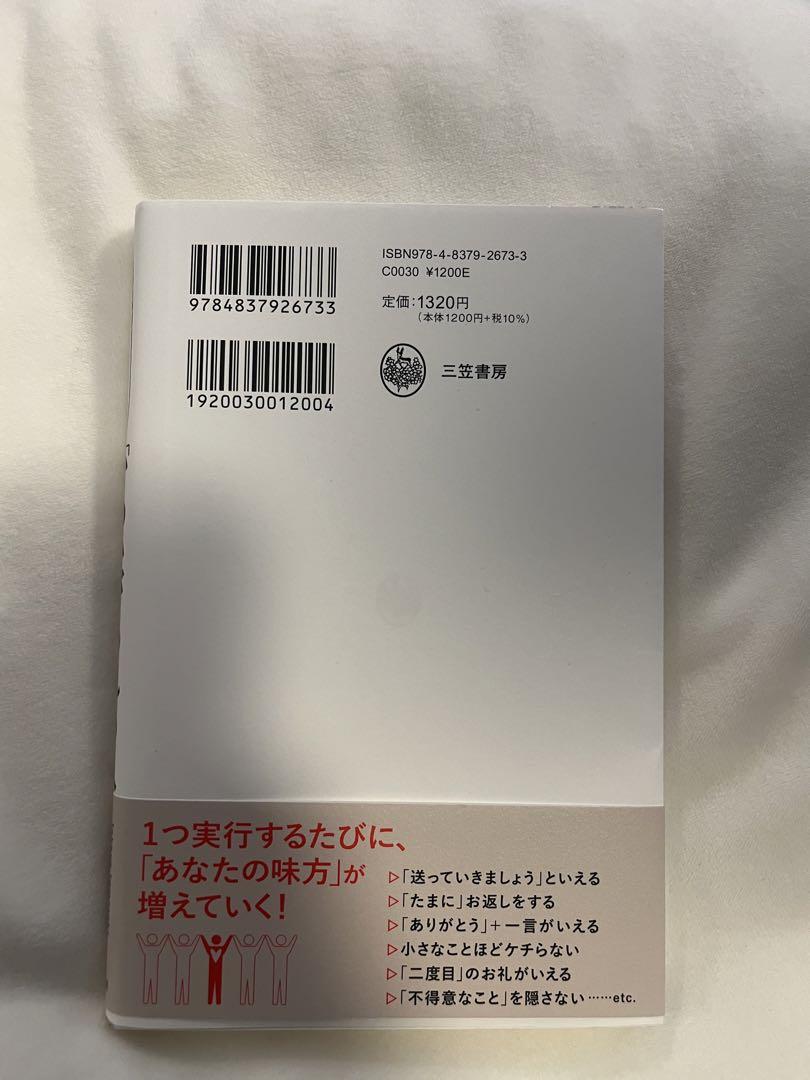 ISBN978-4-8379-2673-3
C0030 ¥1200E
9784837926733
定価:1320円
(本体1200円+税10%)
三笠書房
1920030012004
1つ実行するたびに、
「あなたの味方」が
増えていく!
▷「送っていきましょう」といえる
▷「たまに」お返しをする
▷「ありがとう」+一言がいえる
▷小さなことほどケチらない
▷「二度目」のお礼がいえる
▷「不得意なこと」を隠さない……etc.